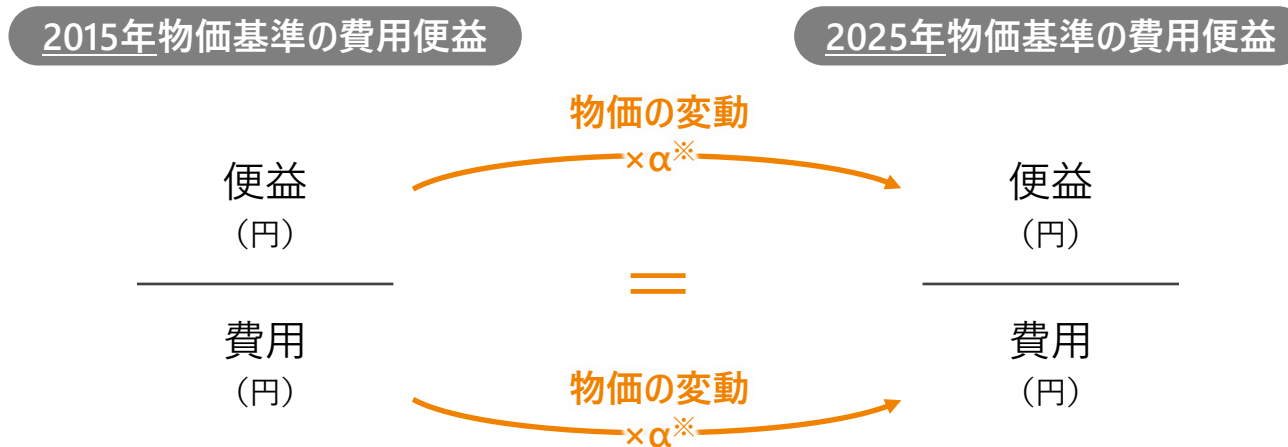 2015年物価基準の費用便益
2025年物価基準の費用便益
物価の変動
×α※
便益
（円）
便益
（円）
＝
費用
（円）
費用
（円）
物価の変動
×α※